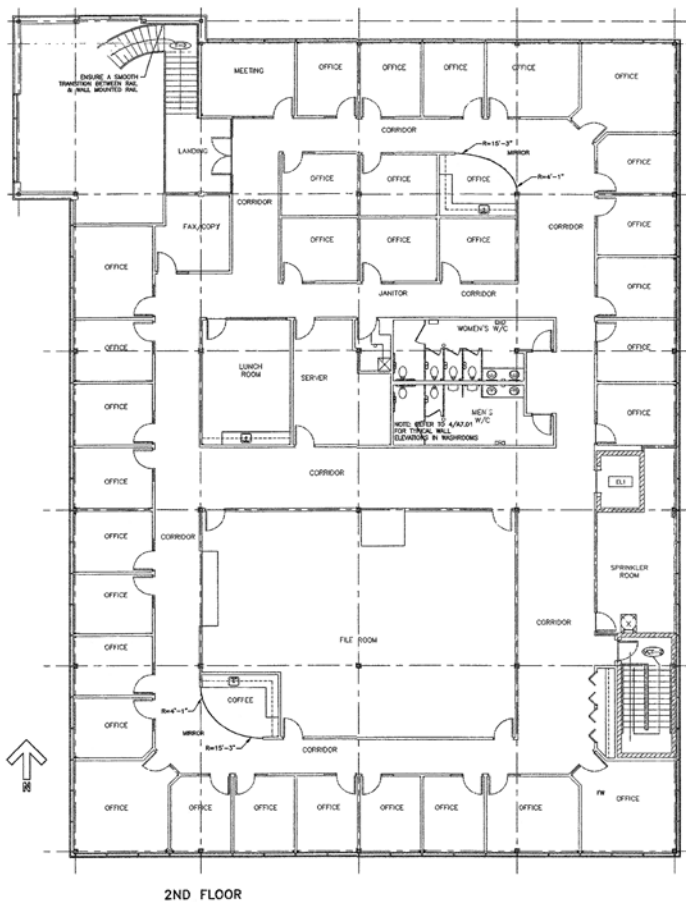 ENSURE A SMOOTH
TRANSITION BETWEEN RAIL
& WALL MOUNTED RAIL
MEETING
OFFICE
OFFICE
OFFICE
OFFICE
OFFICE
CORRIDOR
R=15'-3"
MIRROR
LANDING
OFFICE
OFFICE
OFFICE
OFFICE
R=4'-1"
CORRIDOR
FAX/COPY
CORRIDOR
OFFICE
OFFICE
OFFICE
OFFICE
OFFICE
OFFICE
JANITOR
CORRIDOR
WOMEN'S W/C
OFFICE
OFFICE
LUNCH
ROOM
SERVER
OFFICE
MEN'S
W/C
OFFICE
NOTE: REFER TO 4/A7.01
FOR TYPICAL WALL
ELEVATIONS IN WASHROOMS
CORRIDOR
OFFICE
OFFICE
CORRIDOR
SPRINKLER
ROOM
OFFICE
CORRIDOR
FILE ROOM
OFFICE
COFFEE
R=4'-1"
OFFICE
MIRROR
R=15'-3"
CORRIDOR
OFFICE
OFFICE
OFFICE
OFFICE
OFFICE
OFFICE
OFFICE
OFFICE
N
2ND FLOOR